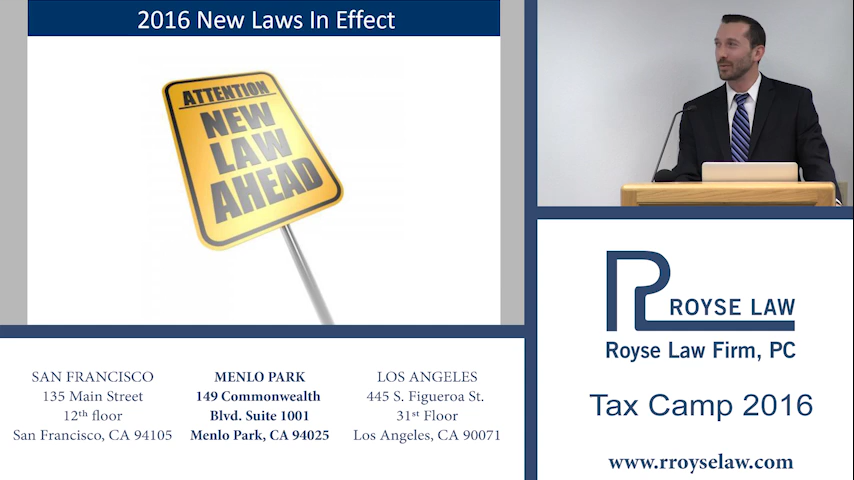 2016 New Laws In Effect
ATTENTION
NEW
LAW
AHEAD
ROYSE LAW
Royse Law Firm, PC
Tax Camp 2016
www.rroyselaw.com
SAN FRANCISCO
135 Main Street
12th floor
San Francisco, CA 94105
MENLO PARK
149 Commonwealth
Blvd. Suite 1001
Menlo Park, CA 94025
LOS ANGELES
445 S. Figueroa St.
31st Floor
Los Angeles, CA 90071